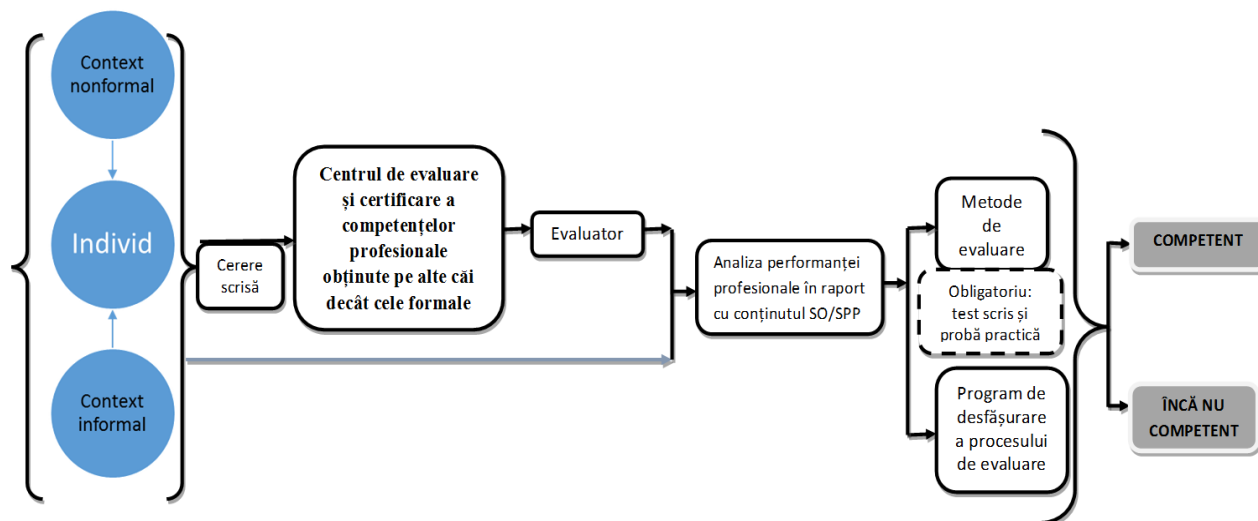 Context
nonformal
Individ
Context
informal
Cerere
scrisă
Centrul de evaluare
și certificare a
competențelor
profesionale
obținute pe alte căi
decât cele formale
Evaluator
Analiza performanței
profesionale în raport
cu conținutul SO/SPP
Metode
de
evaluare
Obligatoriu:
test scris și
probă practică
Program de
desfășurare
a procesului
de evaluare
COMPETENT
ÎNCĂ NU
COMPETENT